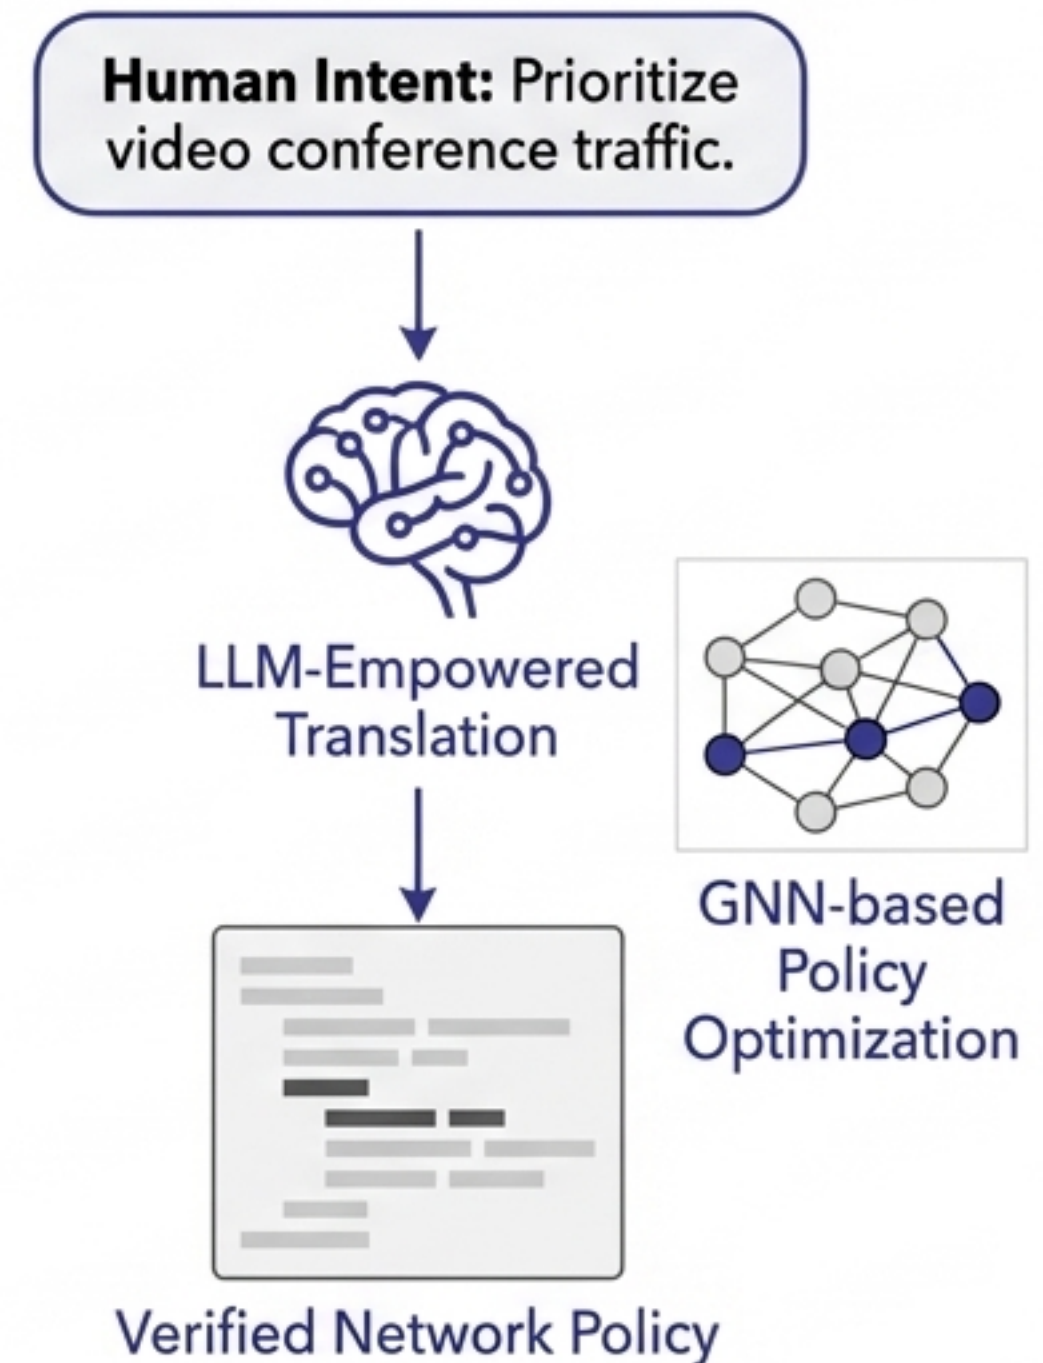 Human Intent: Prioritize
video conference traffic.
LLM-Empowered
Translation
GNN-based
Policy
Optimization
Verified Network Policy